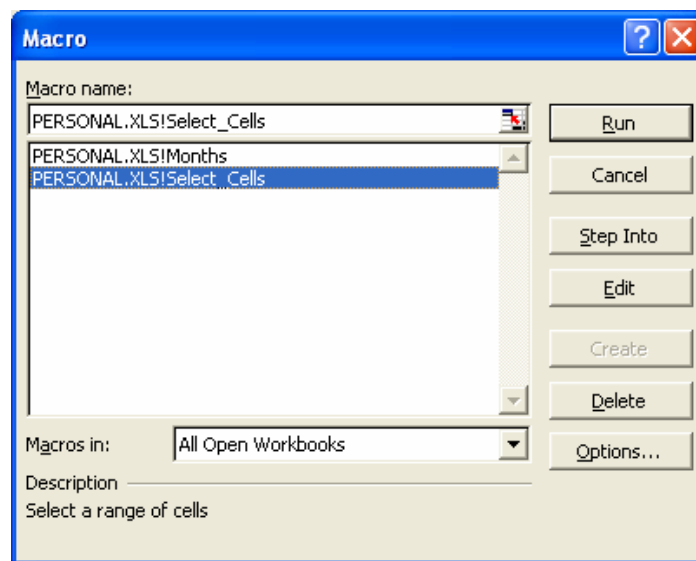 Macro
?
Macro name:
PERSONAL.XLS!Select_Cells
PERSONAL.XLS!Months
PERSONAL.XLS!Select_Cells
Run
Cancel
Step Into
Edit
Create
Delete
Options...
Macros in: All Open Workbooks
Description
Select a range of cells